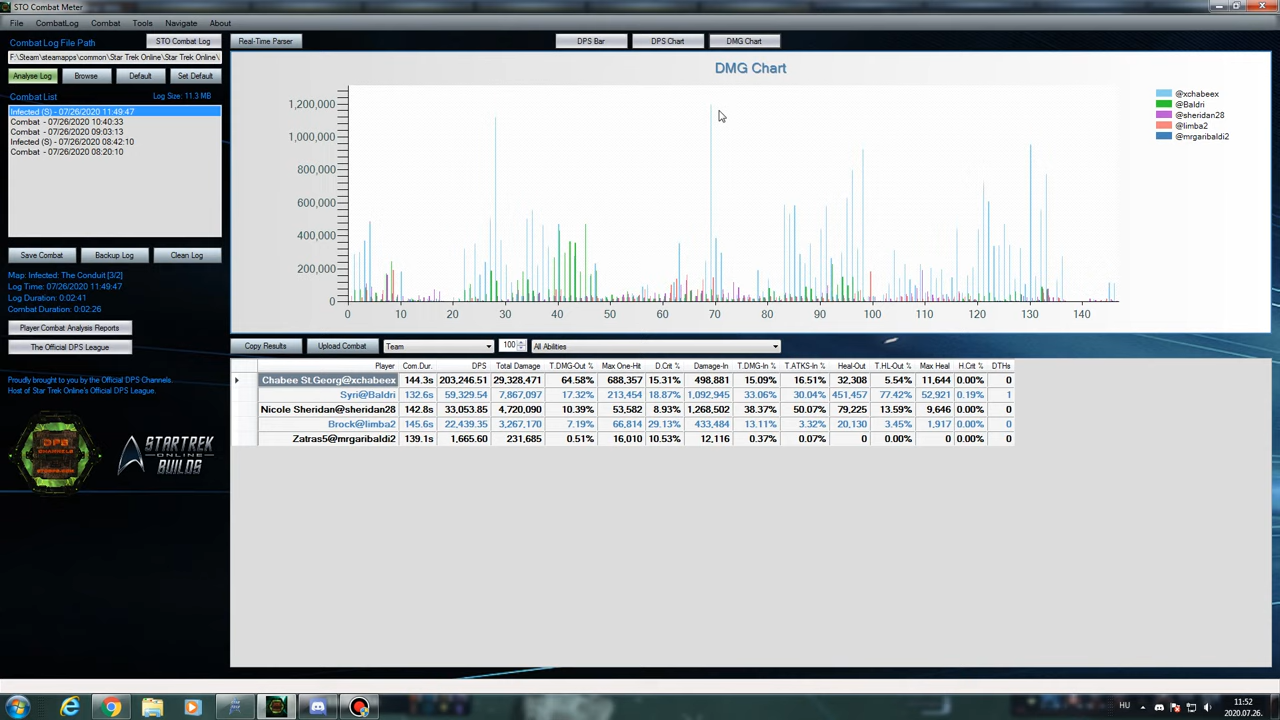 STO Combat Meter
File CombatLog Combat Tools Navigate About
Combat Log File Path STO Combat Log
F:\Steam\steamapps\common\Star Trek Online\Star Trek Online\
Analyse Log Browse Default Set Default
Combat List Log Size: 11.3 MB
Infected (S) - 07/26/2020 11:49:47
Combat - 07/26/2020 10:40:33
Combat - 07/26/2020 09:03:13
Infected (S) - 07/26/2020 08:42:10
Combat - 07/26/2020 08:20:10
Save Combat Backup Log Clean Log
Map: Infected: The Conduit [3/2]
Log Time: 07/26/2020 11:49:47
Log Duration: 0:02:41
Combat Duration: 0:02:26
Player Combat Analysis Reports
The Official DPS League
Proudly brought to you by the Official DPS Channels.
Host of Star Trek Online's Official DPS League.
DPS
CHANNELS
STARTREK
ONLINE
BUILDS
Real-Time Parser DPS Bar DPS Chart DMG Chart
DMG Chart
1,200,000
1,000,000
800,000
600,000
400,000
200,000
0
0 10 20 30 40 50 60 70 80 90 100 110 120 130 140
@xchabeex
@Baldri
@sheridan28
@limba2
@mrgaribaldi2
Copy Results Upload Combat Team 100 All Abilities
Player Com.Dur. DPS Total Damage T.DMG-Out % Max One-Hit D.Crit % Damage-In T.DMG-In % T.ATKS-In % Heal-Out T.HL-Out % Max Heal H.Crit % DTHs
Chabee St.Georg@xchabeex 144.3s 203,246.51 29,328,471 64.58% 688,357 15.31% 498,881 15.09% 16.51% 32,308 5.54% 11,644 0.00% 0
Syri@Baldri 132.6s 59,329.54 7,867,097 17.32% 213,454 18.87% 1,092,945 33.06% 30.04% 451,457 77.42% 52,921 0.19% 1
Nicole Sheridan@sheridan28 142.8s 33,053.85 4,720,090 10.39% 53,582 8.93% 1,268,502 38.37% 50.07% 79,225 13.59% 9,646 0.00% 0
Brock@limba2 145.6s 22,439.35 3,267,170 7.19% 66,814 29.13% 433,484 13.11% 3.32% 20,130 3.45% 1,917 0.00% 0
Zatras5@mrgaribaldi2 139.1s 1,665.60 231,685 0.51% 16,010 10.53% 12,116 0.37% 0.07% 0 0.00% 0 0.00% 0
HU 11:52
2020.07.26.